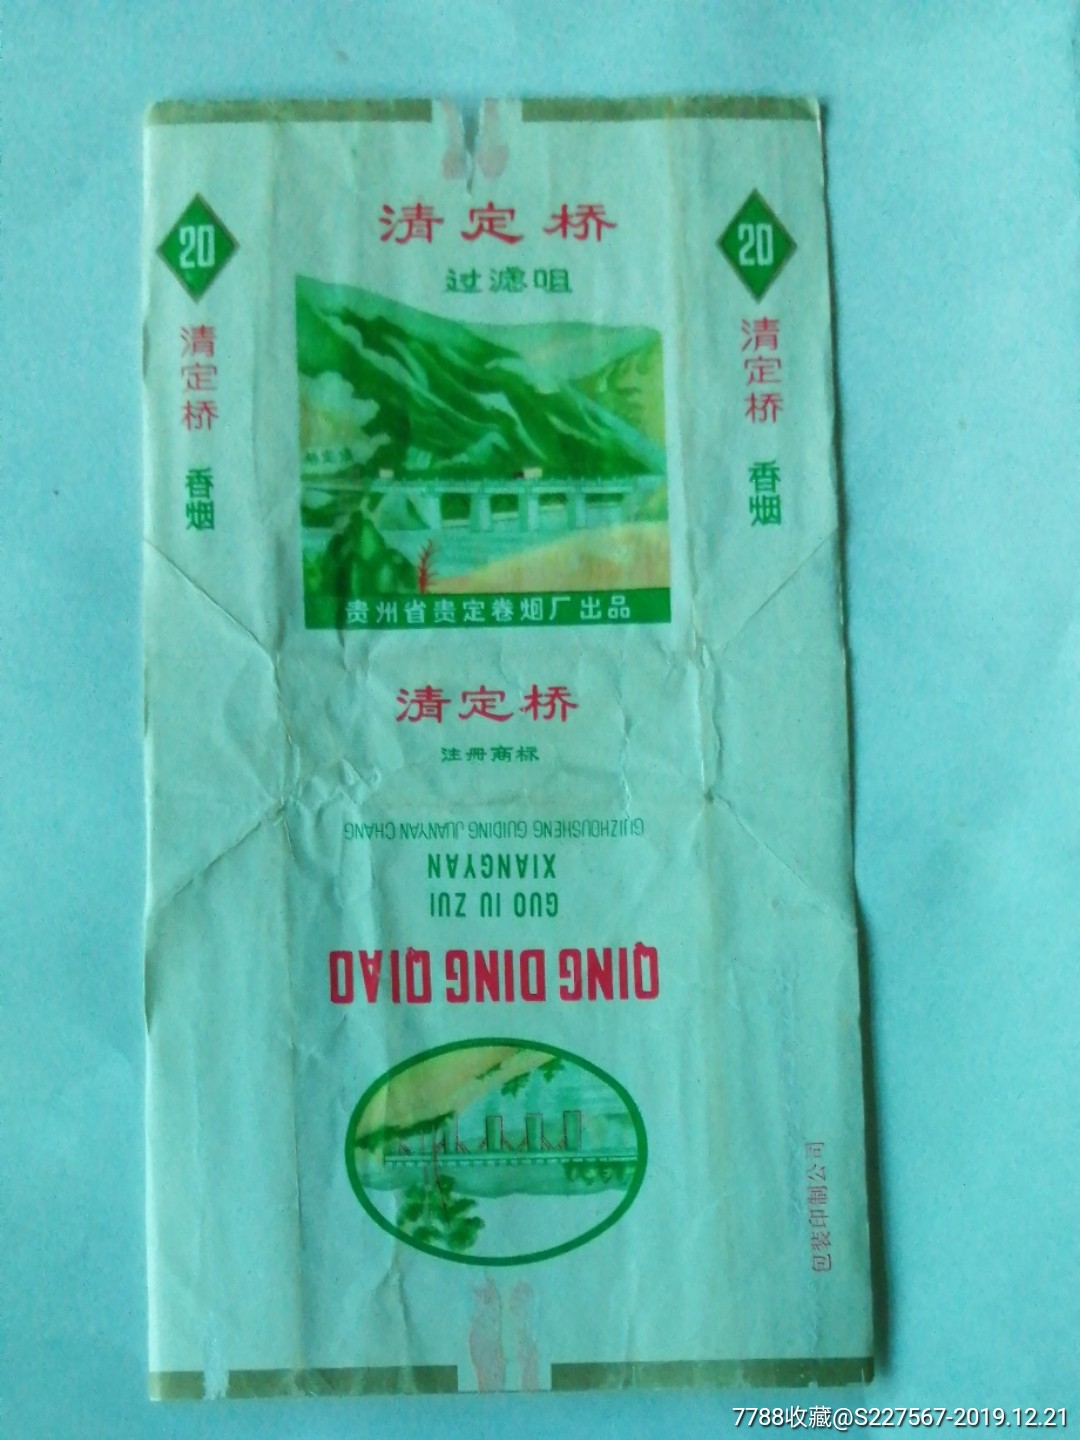 清定桥
过滤咀
20
清定桥
香烟
20
清定桥
香烟
贵州省贵定卷烟厂出品
清定桥
注册商标
GUIZHOUSHENG GUIDING JUANYAN CHANG
XIANGYAN
GUO IU ZUI
QING DING QIAO
包装印制公司
7788收藏@S227567-2019.12.21